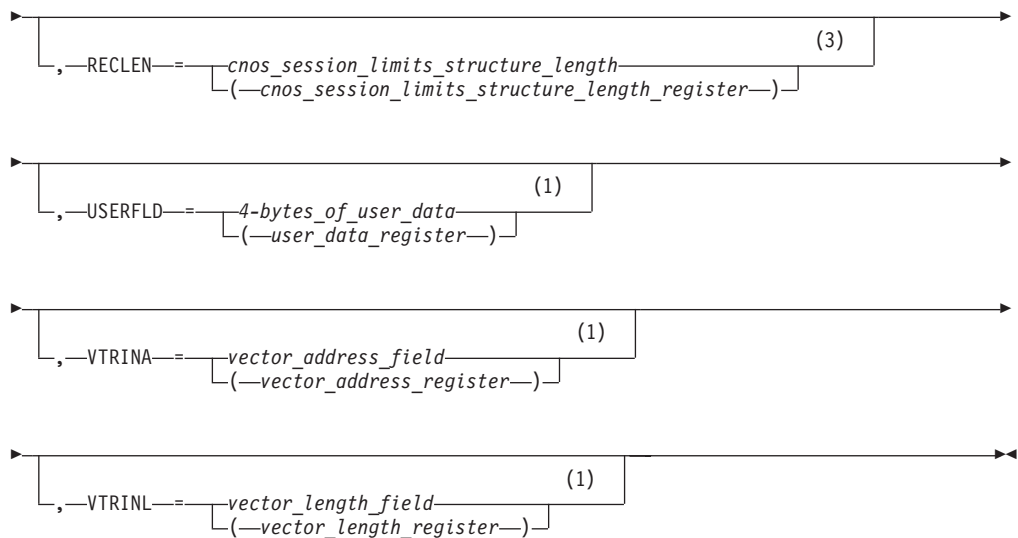 (3)
, RECLEN = cnos_session_limits_structure_length
( cnos_session_limits_structure_length_register )
(1)
, USERFLD = 4-bytes_of_user_data
( user_data_register )
(1)
, VTRINA = vector_address_field
( vector_address_register )
(1)
, VTRINL = vector_length_field
( vector_length_register )